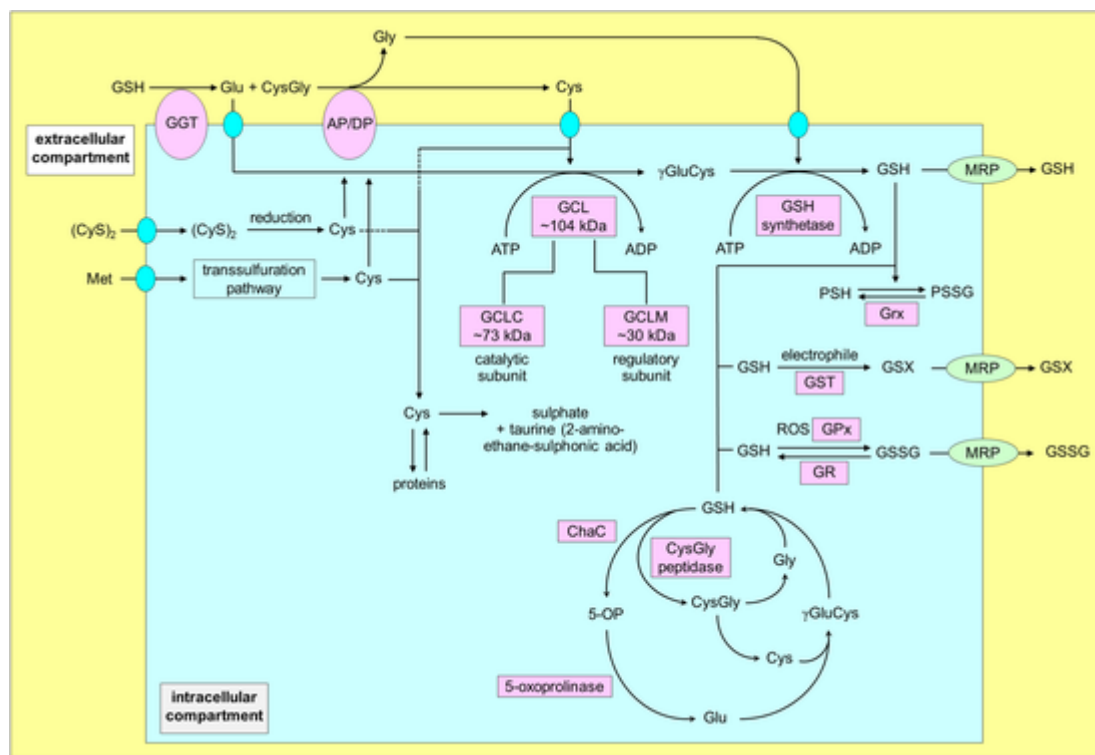 Gly
GSH
Glu + CysGly
Cys
GGT
AP/DP
extracellular
compartment
γGluCys
GSH
MRP
GSH
GCL
~104 kDa
GSH
synthetase
(CyS)₂
(CyS)₂
reduction
Cys
ATP
ADP
ATP
ADP
Met
transsulfuration
pathway
Cys
PSH
PSSG
Grx
GCLC
~73 kDa
GCLM
~30 kDa
catalytic
subunit
regulatory
subunit
GSH
electrophile
GST
GSX
MRP
GSX
Cys
sulphate
+ taurine (2-amino-
ethane-sulphonic acid)
proteins
ROS
GPx
GSH
GSSG
GR
MRP
GSSG
GSH
ChaC
CysGly
peptidase
Gly
5-OP
CysGly
γGluCys
Cys
5-oxoprolinase
Glu
intracellular
compartment